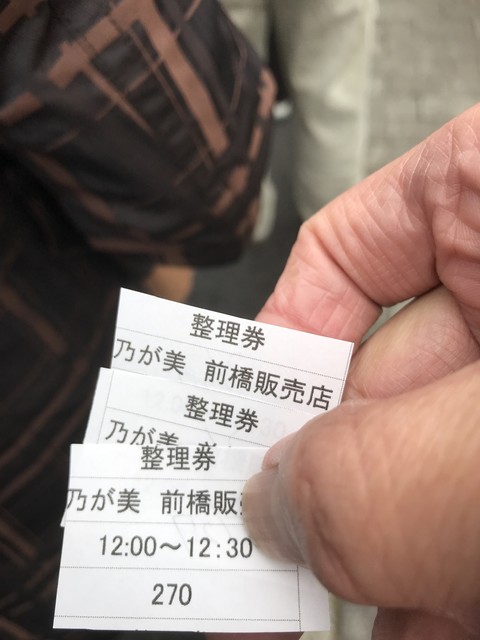 整理券
乃が美 前橋販売店
整理券
乃が美
整理券
乃が美 前橋販
12:00～12:30
270